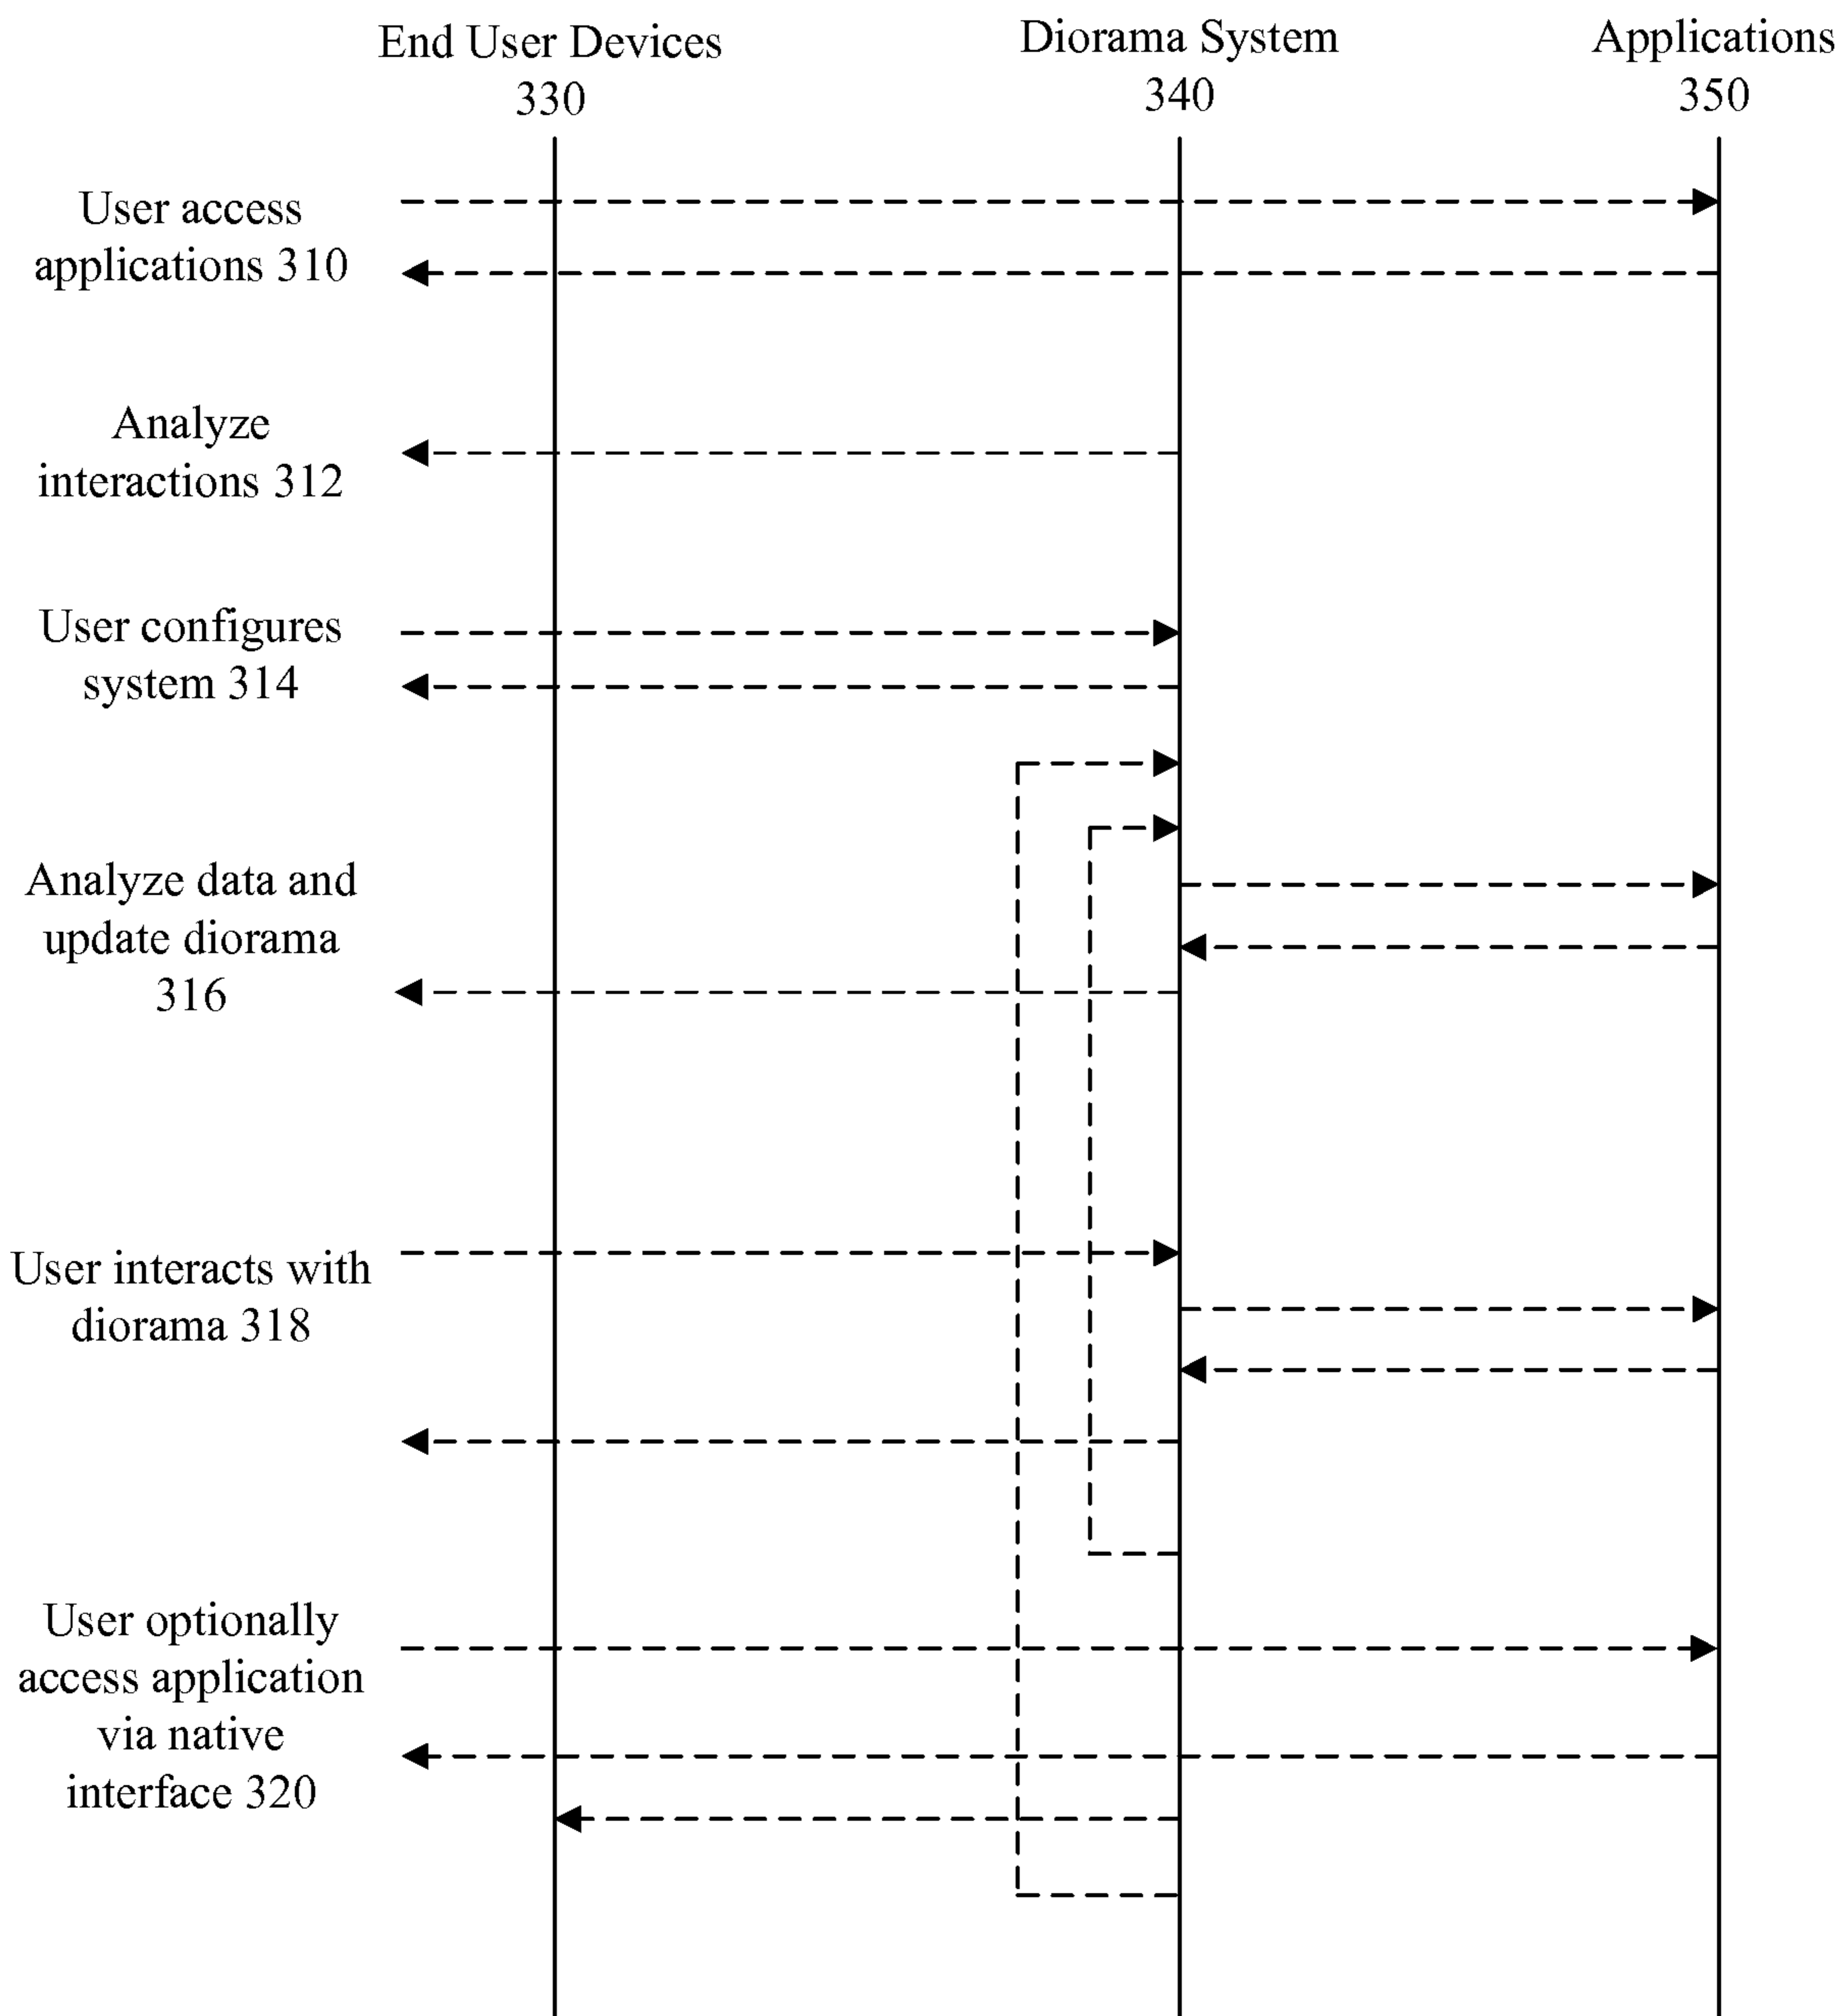 End User Devices
330
Diorama System
340
Applications
350
User access
applications 310
Analyze
interactions 312
User configures
system 314
Analyze data and
update diorama
316
User interacts with
diorama 318
User optionally
access application
via native
interface 320